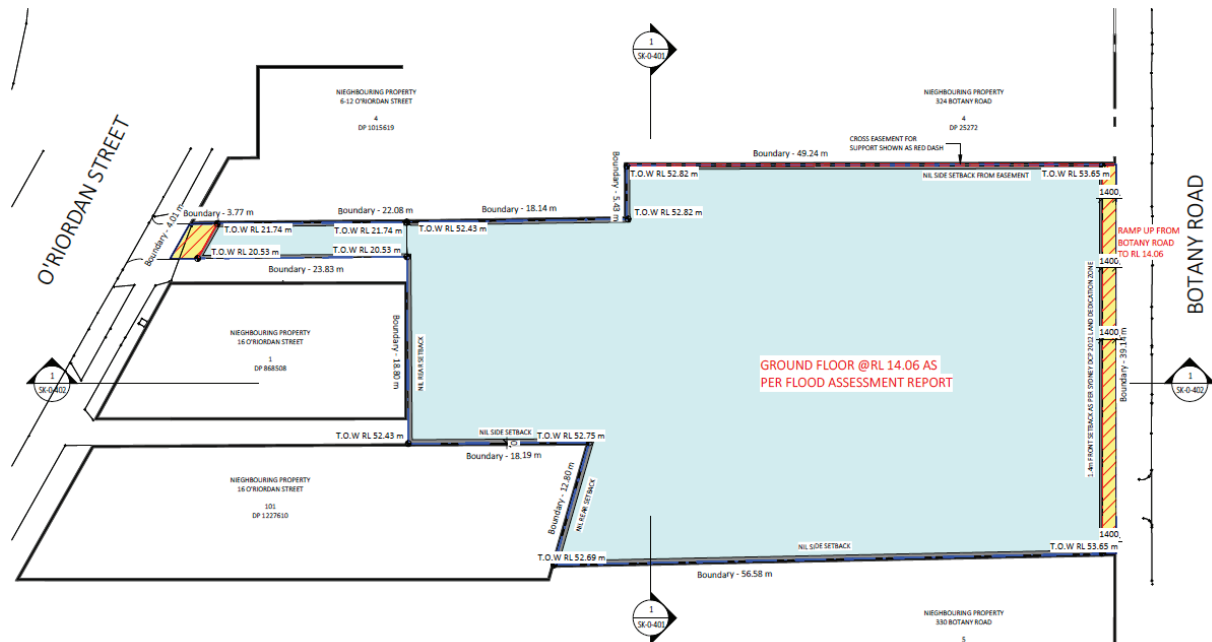 1
SK-0-401
NIEGHBOURING PROPERTY
6-12 O'RIORDAN STREET
4
DP 1015619
NIEGHBOURING PROPERTY
324 BOTANY ROAD
4
DP 25272
CROSS EASEMENT FOR
SUPPORT SHOWN AS RED DASH
Boundary - 49.24 m
T.O.W RL 52.82 m
NIL SIDE SETBACK FROM EASEMENT
T.O.W RL 53.65 m
O'RIORDAN STREET
Boundary - 4.01 m
Boundary - 3.77 m
Boundary - 22.08 m
Boundary - 18.14 m
Boundary - 5.43 m
1400
T.O.W RL 21.74 m
T.O.W RL 21.74 m
T.O.W RL 52.43 m
T.O.W RL 52.82 m
RAMP UP FROM
BOTANY ROAD
TO RL 14.06
BOTANY ROAD
T.O.W RL 20.53 m
T.O.W RL 20.53 m
Boundary - 23.83 m
1400
NIEGHBOURING PROPERTY
16 O'RIORDAN STREET
1
DP 868508
Boundary - 18.80 m
NIL REAR SETBACK
1400
1.4m FRONT SETBACK AS PER SYDNEY DCP 2012 LAND DEDICATION ZONE
Boundary - 39.14 m
GROUND FLOOR @RL 14.06 AS
PER FLOOD ASSESSMENT REPORT
1
SK-0-402
1
SK-0-402
T.O.W RL 52.43 m
NIL SIDE SETBACK
T.O.W RL 52.75 m
Boundary - 18.19 m
NIEGHBOURING PROPERTY
16 O'RIORDAN STREET
101
DP 1227610
Boundary - 12.80 m
NIL REAR SETBACK
1400
T.O.W RL 52.69 m
NIL SIDE SETBACK
T.O.W RL 53.65 m
Boundary - 56.58 m
1
SK-0-401
NIEGHBOURING PROPERTY
330 BOTANY ROAD
5